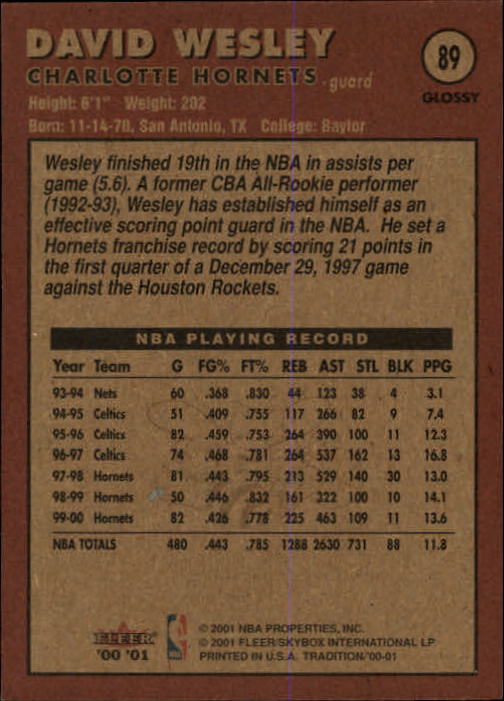 DAVID WESLEY
89
CHARLOTTE HORNETS - guard
GLOSSY
Height: 6'1" Weight: 202
Born: 11-14-70, San Antonio, TX College: Baylor
Wesley finished 19th in the NBA in assists per
game (5.6). A former CBA All-Rookie performer
(1992-93), Wesley has established himself as an
effective scoring point guard in the NBA. He set a
Hornets franchise record by scoring 21 points in
the first quarter of a December 29, 1997 game
against the Houston Rockets.
NBA PLAYING RECORD
Year Team G FG% FT% REB AST STL BLK PPG
93-94 Nets 60 .368 .830 44 123 38 4 3.1
94-95 Celtics 51 .409 .755 117 266 82 9 7.4
95-96 Celtics 82 .459 .753 264 390 100 11 12.3
96-97 Celtics 74 .468 .781 264 537 162 13 16.8
97-98 Hornets 81 .443 .795 213 529 140 30 13.0
98-99 Hornets 50 .446 .832 161 322 100 10 14.1
99-00 Hornets 82 .426 .778 225 463 109 11 13.6
NBA TOTALS 480 .443 .785 1288 2630 731 88 11.8
FLEER
'00 '01
© 2001 NBA PROPERTIES, INC.
© 2001 FLEER/SKYBOX INTERNATIONAL LP
PRINTED IN U.S.A. TRADITION/'00-01